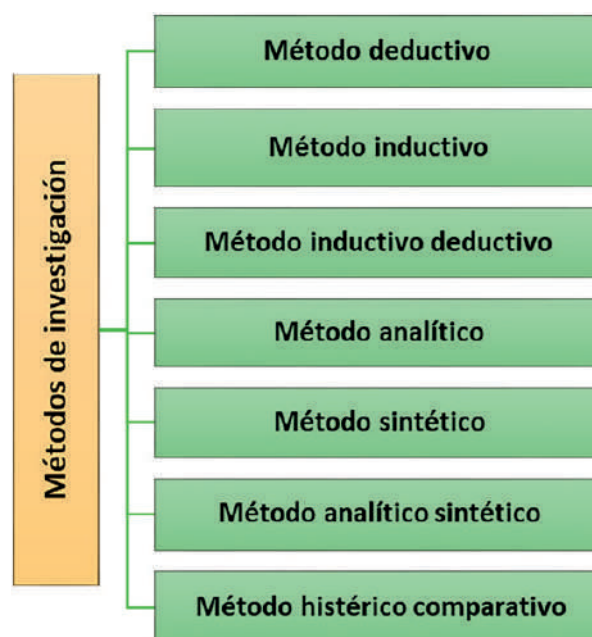 Métodos de investigación
Método deductivo
Método inductivo
Método inductivo deductivo
Método analítico
Método sintético
Método analítico sintético
Método histérico comparativo